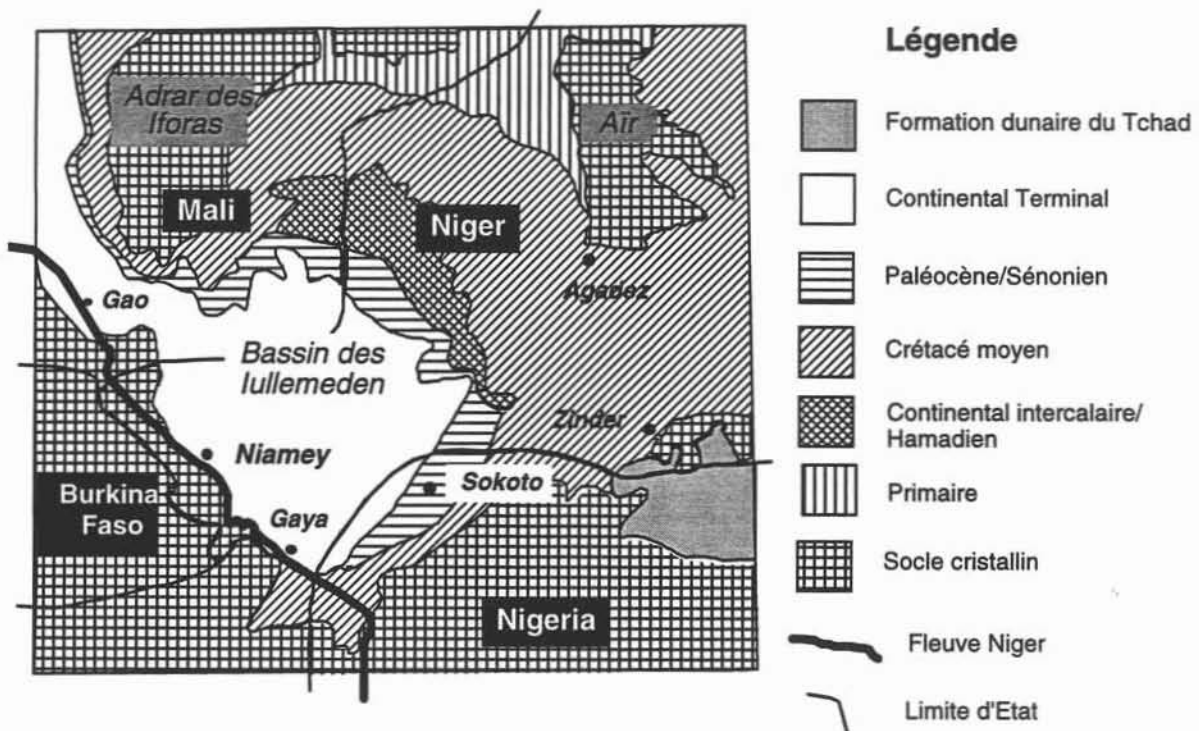 Adrar des
Iforas
Aïr
Mali
Niger
Agadez
Gao
Bassin des
Iullemeden
Zinder
Niamey
Sokoto
Burkina
Faso
Gaya
Nigeria
Légende
Formation dunaire du Tchad
Continental Terminal
Paléocène/Sénonien
Crétacé moyen
Continental intercalaire/
Hamadien
Primaire
Socle cristallin
Fleuve Niger
Limite d'Etat